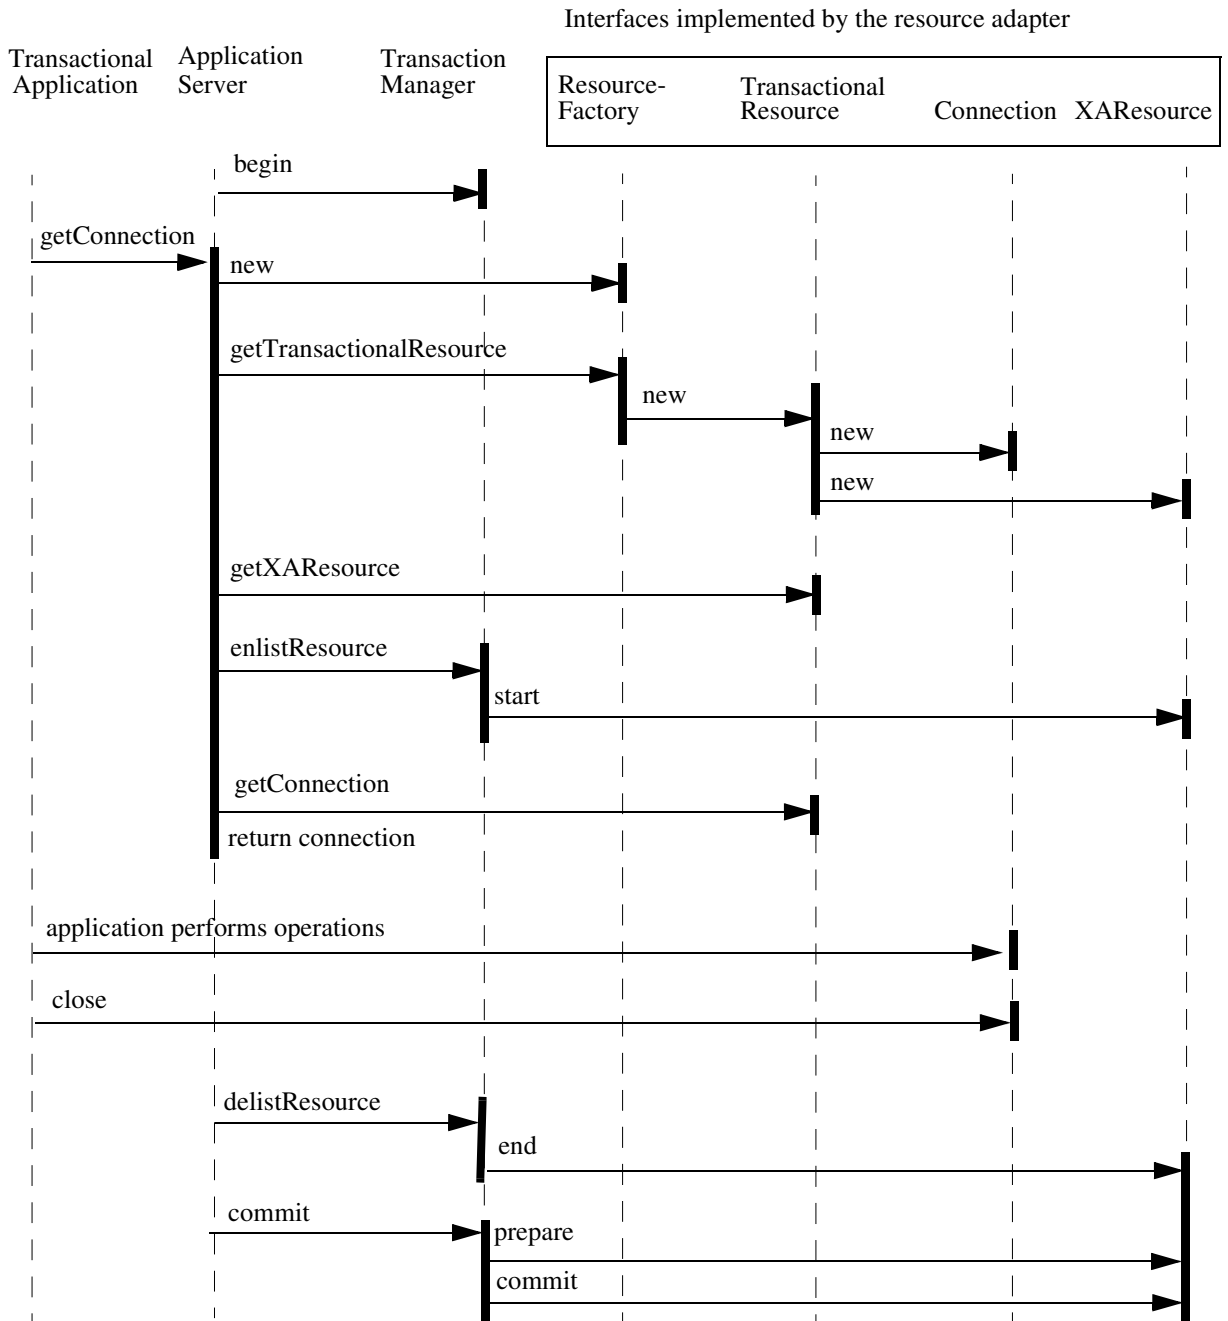 Interfaces implemented by the resource adapter
Transactional
Application
Application
Server
Transaction
Manager
Resource-
Factory
Transactional
Resource
Connection
XAResource
begin
getConnection
new
getTransactionalResource
new
new
new
getXAResource
enlistResource
start
getConnection
return connection
application performs operations
close
delistResource
end
commit
prepare
commit